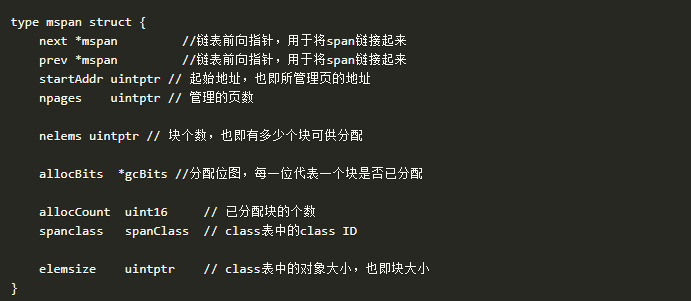 type mspan struct {
next *mspan //链表前向指针，用于将span链接起来
prev *mspan //链表前向指针，用于将span链接起来
startAddr uintptr // 起始地址，也即所管理页的地址
npages uintptr // 管理的页数
nelems uintptr // 块个数，也即有多少个块可供分配
allocBits *gcBits //分配位图，每一位代表一个块是否已分配
allocCount uint16 // 已分配块的个数
spanclass spanClass // class表中的class ID
elemsize uintptr // class表中的对象大小，也即块大小
}